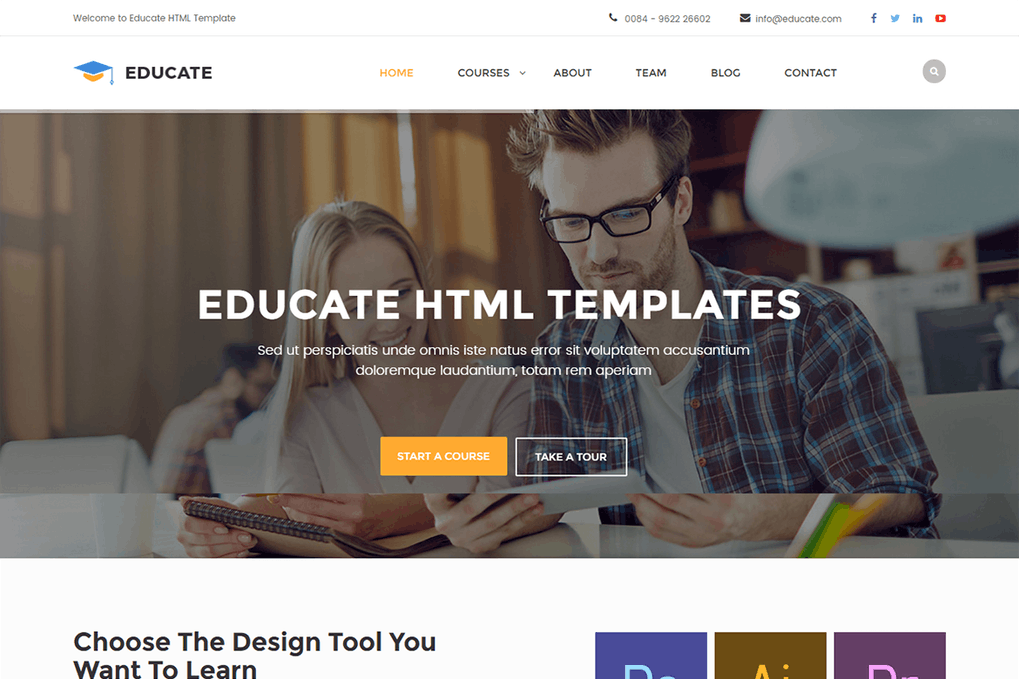 Welcome to Educate HTML Template
0084 - 9622 26602
info@educate.com
EDUCATE
HOME
COURSES
ABOUT
TEAM
BLOG
CONTACT
EDUCATE HTML TEMPLATES
Sed ut perspiciatis unde omnis iste natus error sit voluptatem accusantium
doloremque laudantium, totam rem aperiam
START A COURSE
TAKE A TOUR
Choose The Design Tool You
Want To Learn
Ai
Pr